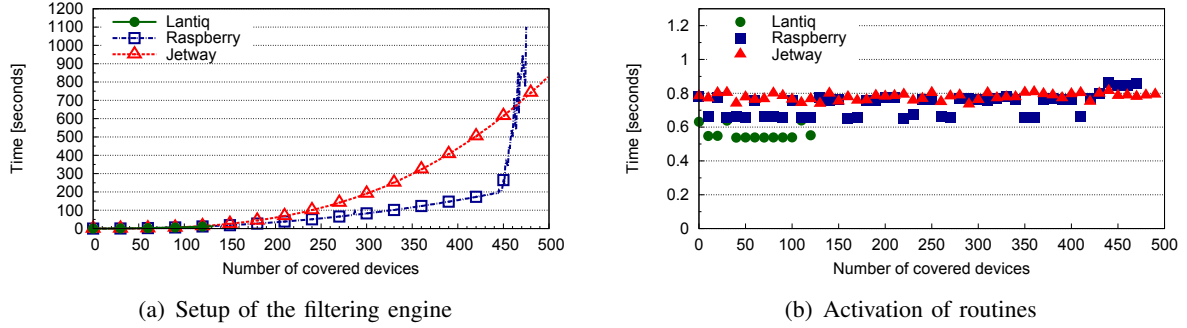 1200
1100
1000
900
800
700
600
500
400
300
200
100
0
Time [seconds]
Lantiq
Raspberry
Jetway
0 50 100 150 200 250 300 350 400 450 500
Number of covered devices
(a) Setup of the filtering engine
1.2
1
0.8
0.6
0.4
0.2
0
Time [seconds]
Lantiq
Raspberry
Jetway
0 50 100 150 200 250 300 350 400 450 500
Number of covered devices
(b) Activation of routines